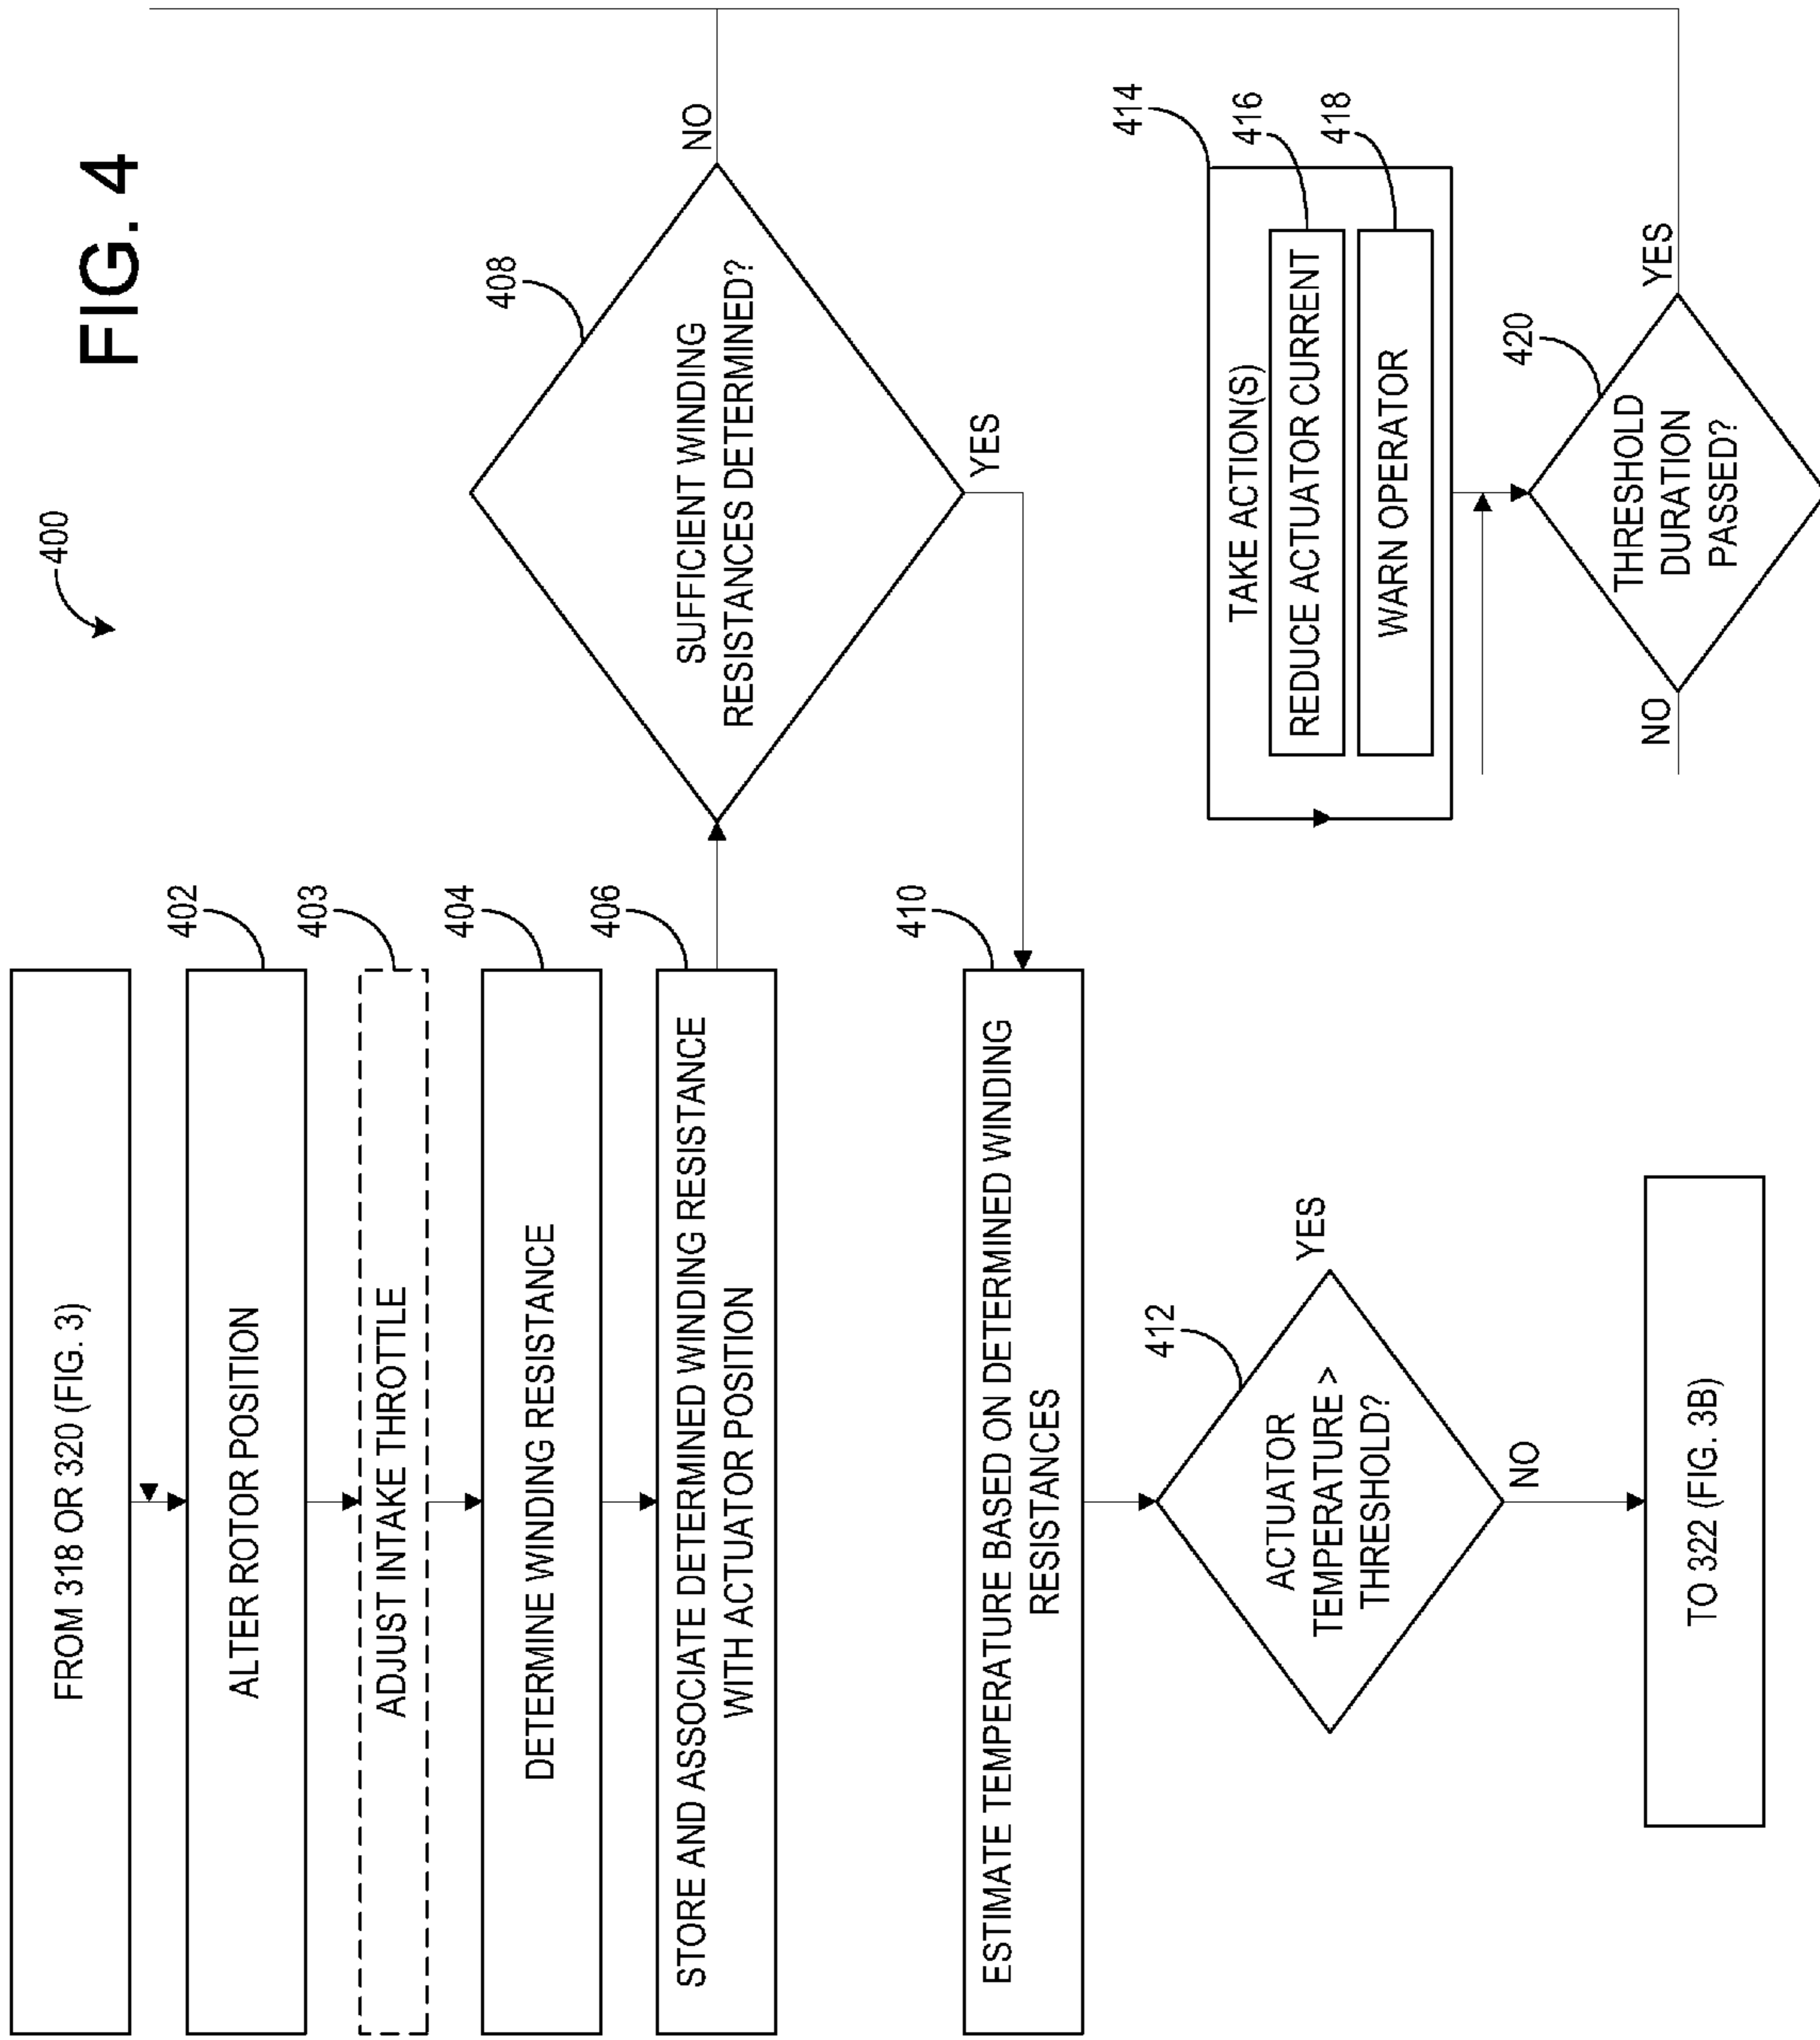 FIG. 4
400
FROM 318 OR 320 (FIG. 3)
402
ALTER ROTOR POSITION
403
ADJUST INTAKE THROTTLE
404
DETERMINE WINDING RESISTANCE
406
STORE AND ASSOCIATE DETERMINED WINDING RESISTANCE
WITH ACTUATOR POSITION
408
SUFFICIENT WINDING
RESISTANCES DETERMINED?
NO
YES
410
ESTIMATE TEMPERATURE BASED ON DETERMINED WINDING
RESISTANCES
412
ACTUATOR
TEMPERATURE >
THRESHOLD?
YES
NO
TO 322 (FIG. 3B)
414
TAKE ACTION(S)
416
REDUCE ACTUATOR CURRENT
418
WARN OPERATOR
420
THRESHOLD
DURATION
PASSED?
NO
YES